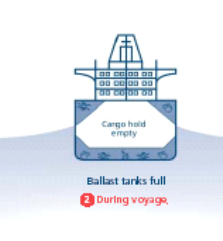 Cargo hold
empty
Ballast tanks full
2 During voyage,